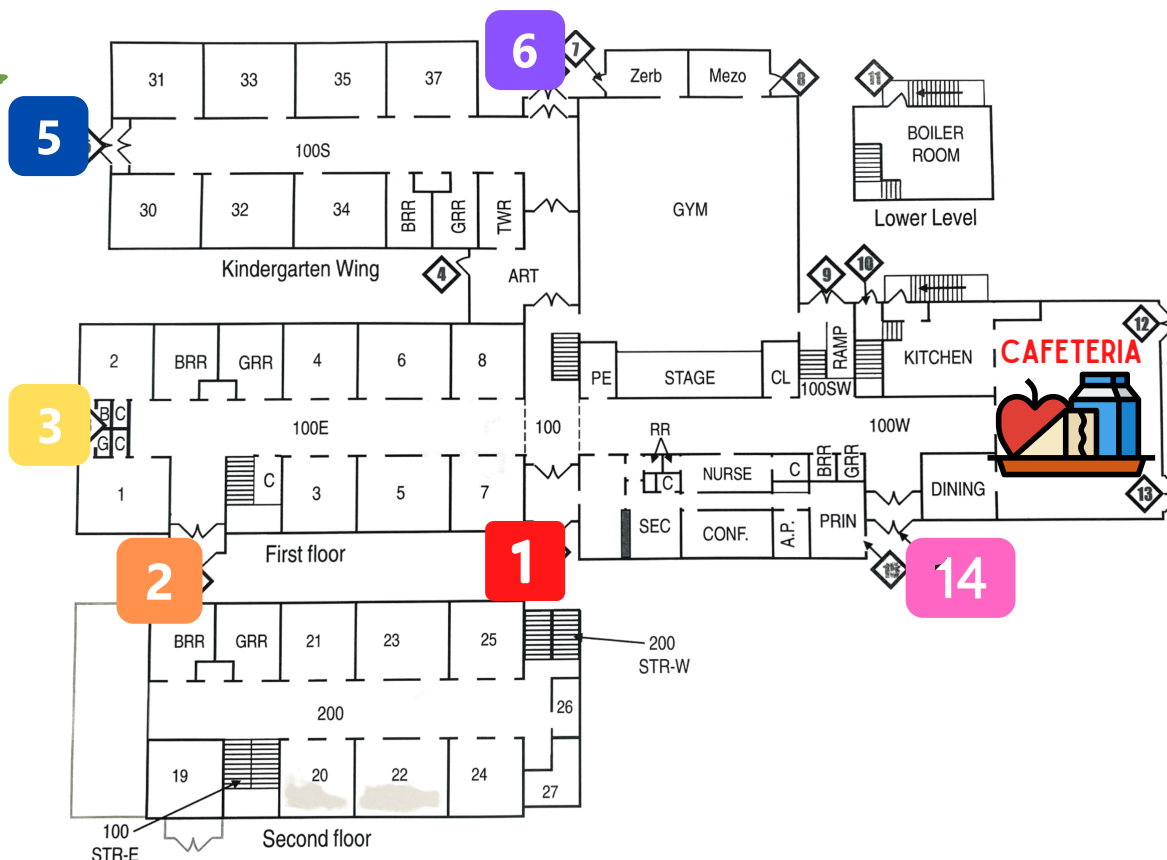 6
7
Zerb
Mezo
8
11
31
33
35
37
5
BOILER
ROOM
100S
30
32
34
BRR
GRR
TWR
GYM
Lower Level
Kindergarten Wing
4
ART
9
10
2
BRR
GRR
4
6
8
PE
STAGE
CL
RAMP
KITCHEN
12
CAFETERIA
100SW
3
B
C
G
C
100E
100
RR
100W
1
C
3
5
7
C
NURSE
C
BRR
GRR
SEC
CONF.
A.P.
PRIN
DINING
13
First floor
2
1
15
14
BRR
GRR
21
23
25
200
STR-W
200
26
19
20
22
24
27
100
STR-E
Second floor